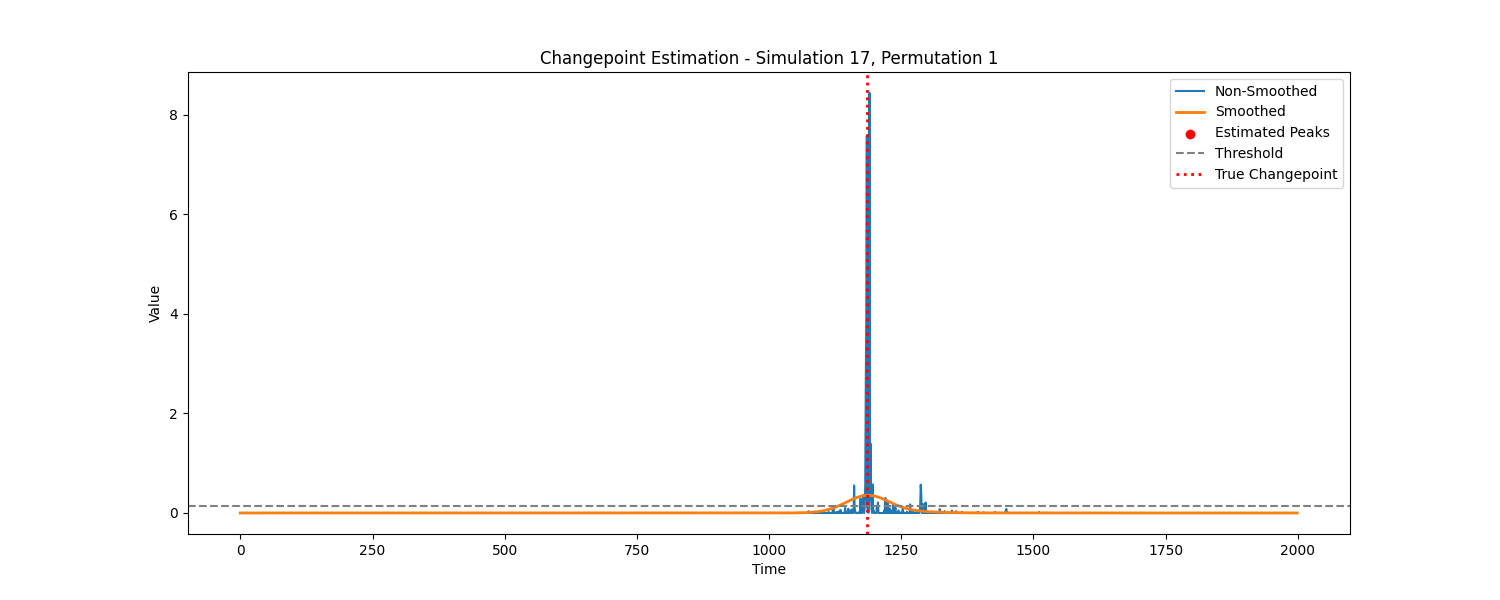 Changepoint Estimation - Simulation 17, Permutation 1
Non-Smoothed
Smoothed
Estimated Peaks
Threshold
True Changepoint
8
6
4
2
0
Value
0 250 500 750 1000 1250 1500 1750 2000
Time